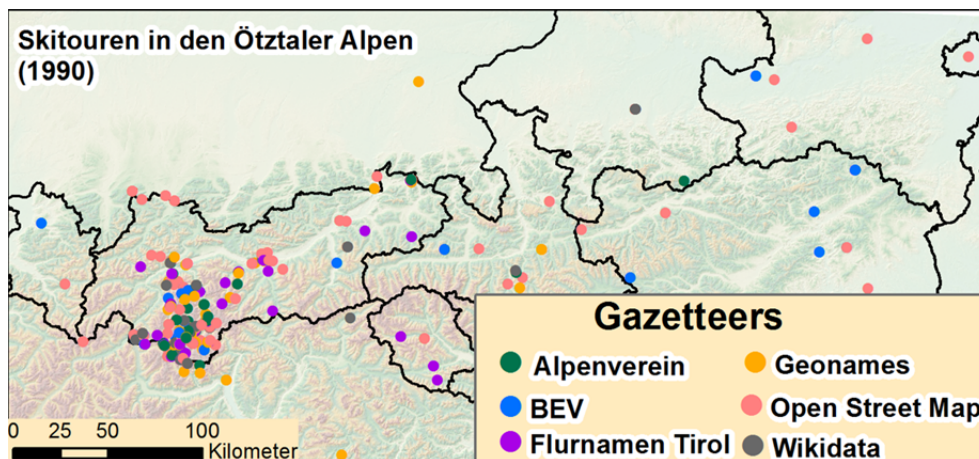 Skitouren in den Ötztaler Alpen
(1990)
Gazetteers
Alpenverein
Geonames
BEV
Open Street Map
Flurnamen Tirol
Wikidata
0 25 50 100
Kilometer